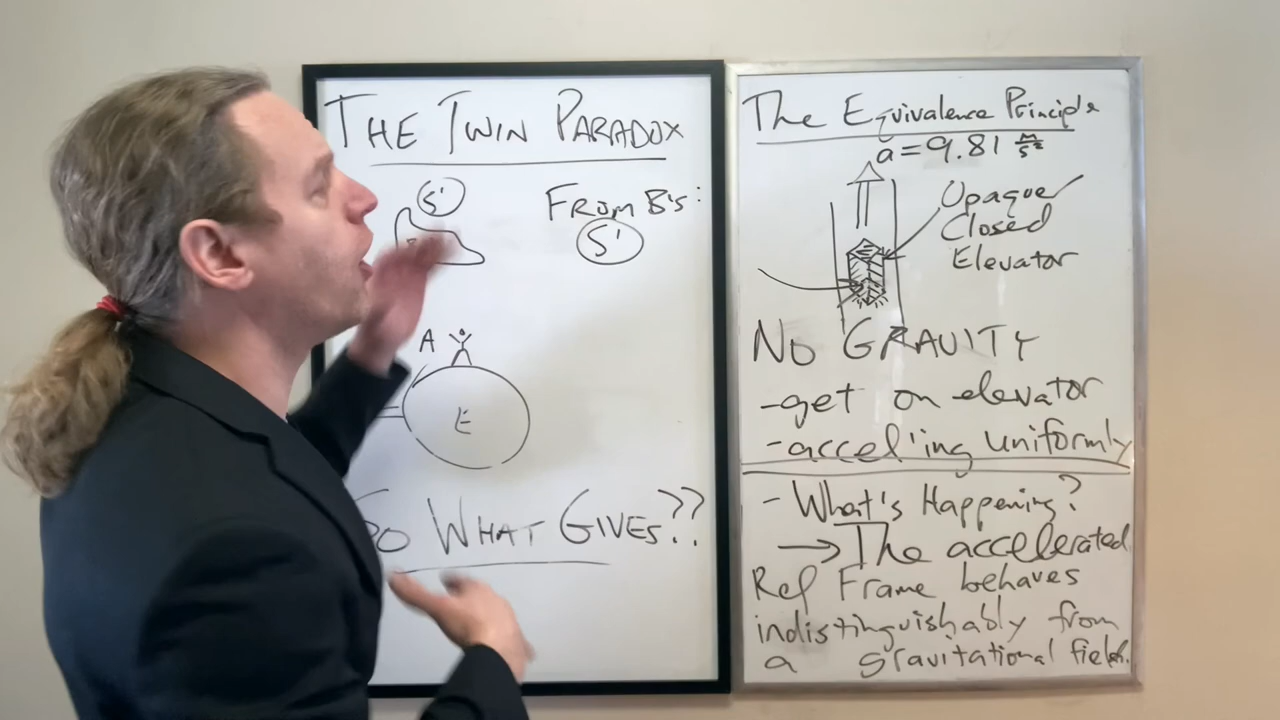 THE TWIN PARADOX
S'
FROM B's:
S'
A
E
SO WHAT GIVES??
The Equivalence Principle
a=9.81 m/s²
Opaque
Closed
Elevator
NO GRAVITY
-get on elevator
-accel'ing uniformly
- What's Happening?
→ The accelerated
Ref Frame behaves
indistinguishably from
a gravitational field.